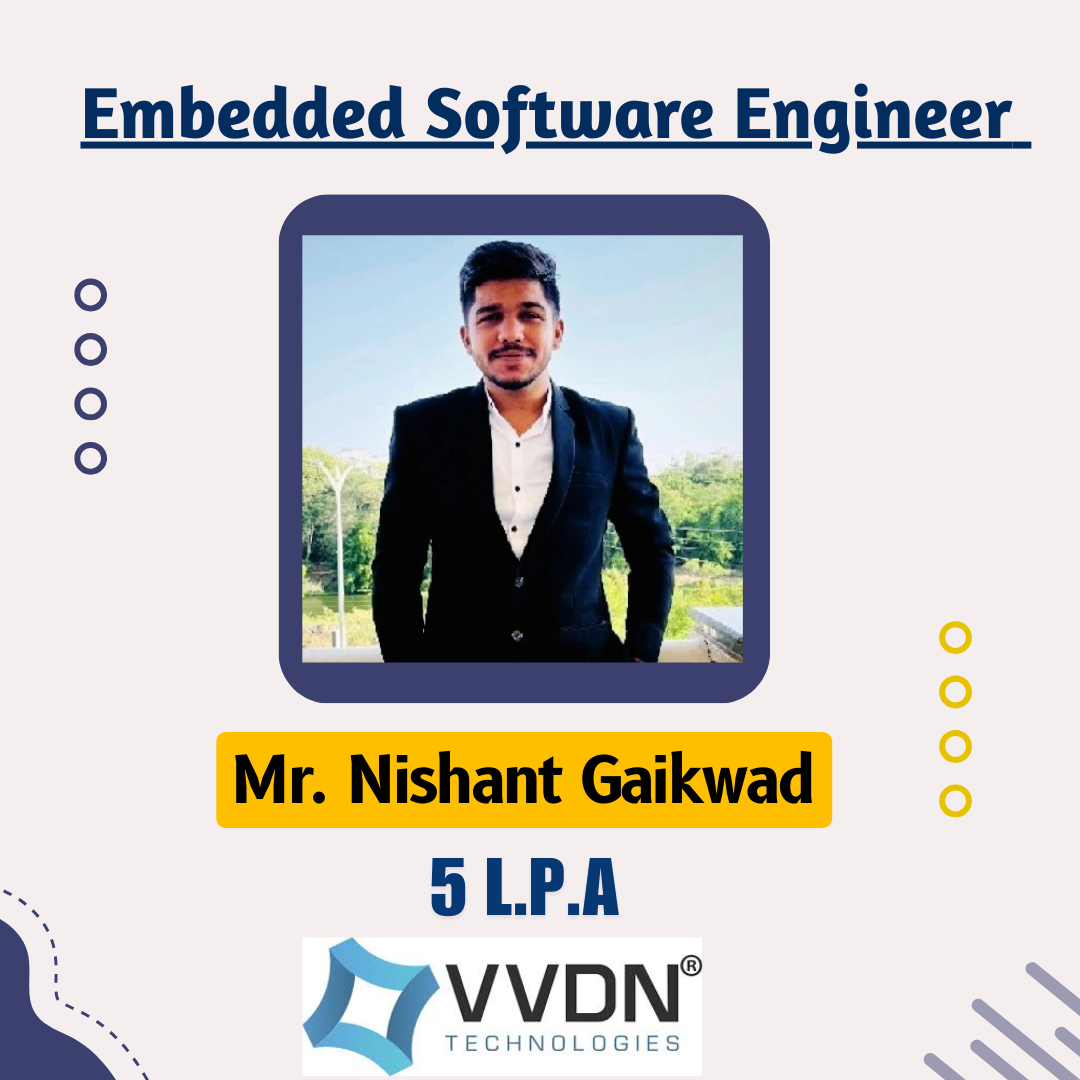 Embedded Software Engineer
Mr. Nishant Gaikwad
5 L.P.A
VVDN®
TECHNOLOGIES